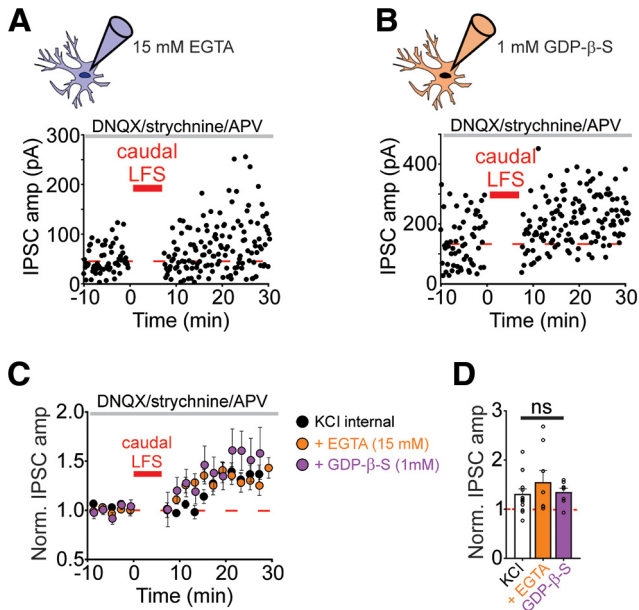 A
15 mM EGTA
DNQX/strychnine/APV
caudal
LFS
IPSC amp (pA)
300
200
100
0
-10 0 10 20 30
Time (min)
B
1 mM GDP-β-S
DNQX/strychnine/APV
caudal
LFS
IPSC amp (pA)
400
200
0
-10 0 10 20 30
Time (min)
C
DNQX/strychnine/APV
caudal
LFS
Norm. IPSC amp
2.0
1.5
1.0
0.5
-10 0 10 20 30
Time (min)
KCl internal
+ EGTA (15 mM)
+ GDP-β-S (1mM)
D
ns
Norm. IPSC amp
3
2
1
0
KCl
+ EGTA
GDP-β-S